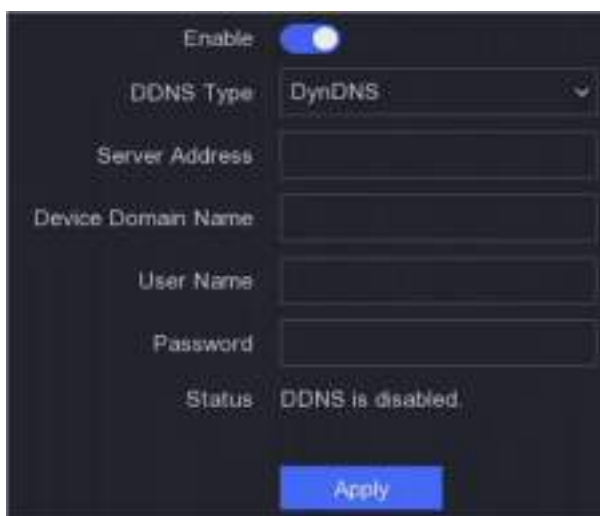 Enable
DDNS Type DynDNS
Server Address
Device Domain Name
User Name
Password
Status DDNS is disabled.
Apply